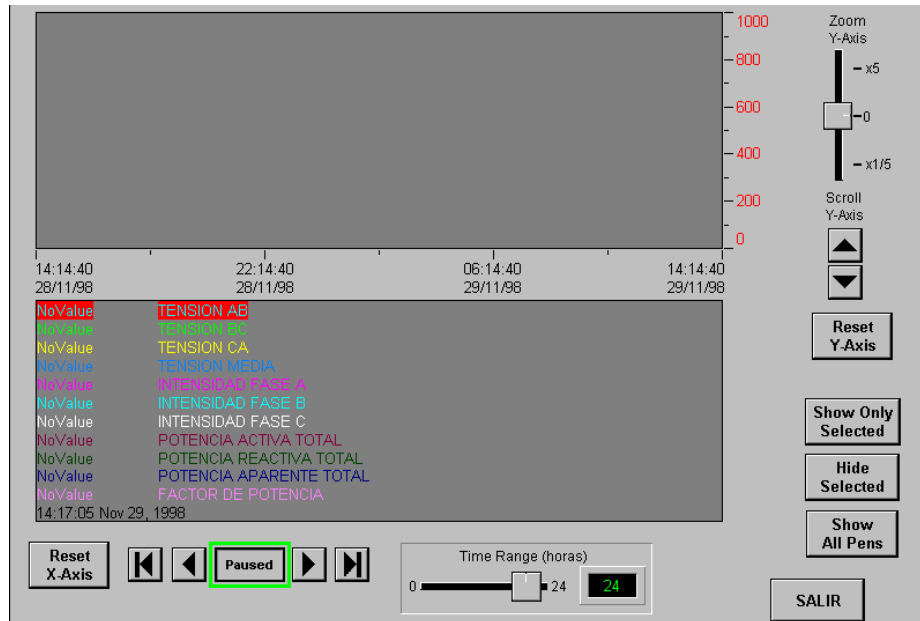 1000
800
600
400
200
0
14:14:40 22:14:40 06:14:40 14:14:40
28/11/98 28/11/98 29/11/98 29/11/98
Zoom
Y-Axis
x5
0
x1/5
Scroll
Y-Axis
Reset
Y-Axis
NoValue TENSION AB
NoValue TENSION BC
NoValue TENSION CA
NoValue TENSION MEDIA
NoValue INTENSIDAD FASE A
NoValue INTENSIDAD FASE B
NoValue INTENSIDAD FASE C
NoValue POTENCIA ACTIVA TOTAL
NoValue POTENCIA REACTIVA TOTAL
NoValue POTENCIA APARENTE TOTAL
NoValue FACTOR DE POTENCIA
14:17:05 Nov 29, 1998
Show Only
Selected
Hide
Selected
Show
All Pens
Reset
X-Axis
Paused
Time Range (horas)
0 24 24
SALIR